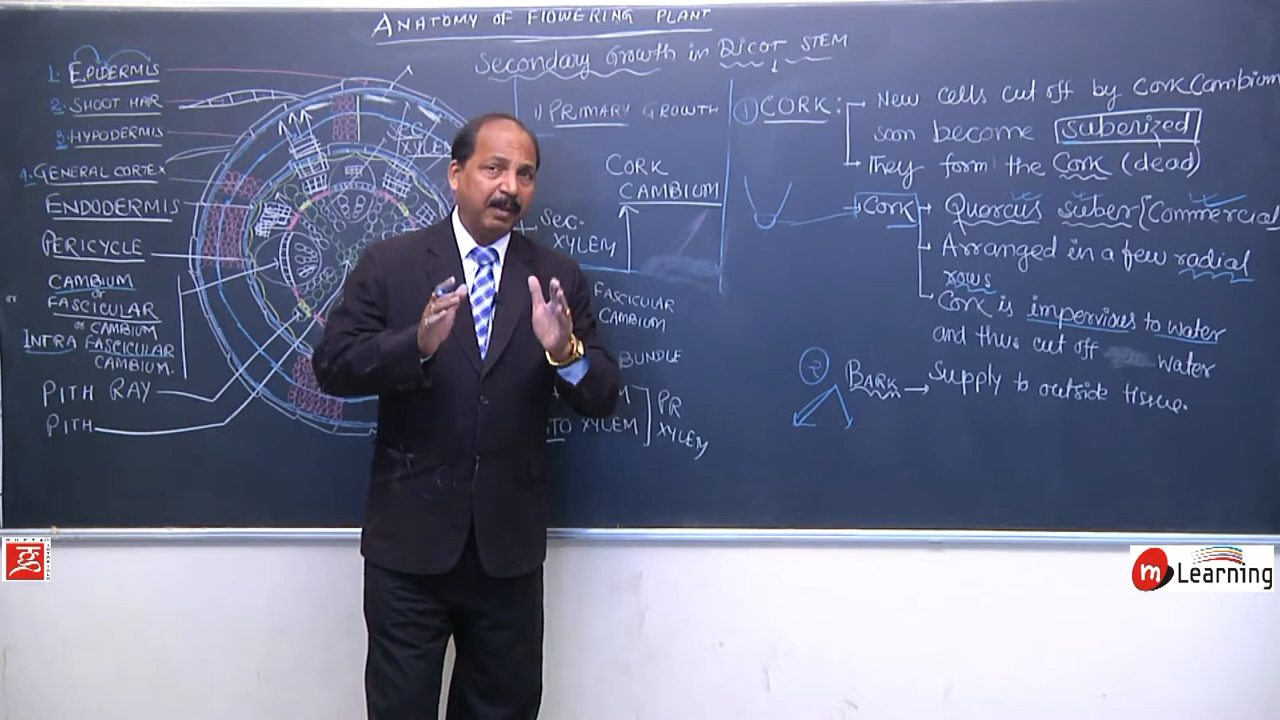 ANATOMY OF FLOWERING PLANT
Secondary Growth in DICOT STEM
1. EPIDERMIS
2. SHOOT HAIR
3. HYPODERMIS
4. GENERAL CORTEX
ENDODERMIS
PERICYCLE
CAMBIUM
or
or
FASCICULAR
or CAMBIUM
INTRA FASCICULAR
CAMBIUM.
PITH RAY
PITH
SEC
XYLEM
1) PRIMARY GROWTH
CORK
CAMBIUM
SEC-
XYLEM
FASCICULAR
CAMBIUM
BUNDLE
TO XYLEM
PR
XYLEM
① CORK:
New cells cut off by Cork Cambium
soon become suberized
They form the Cork (dead)
Cork
Quorcus suber [Commercial]
Arranged in a few radial
rows
Cork is impervious to water
and thus cut off water
② BARK → Supply to outside tissue.
m Learning